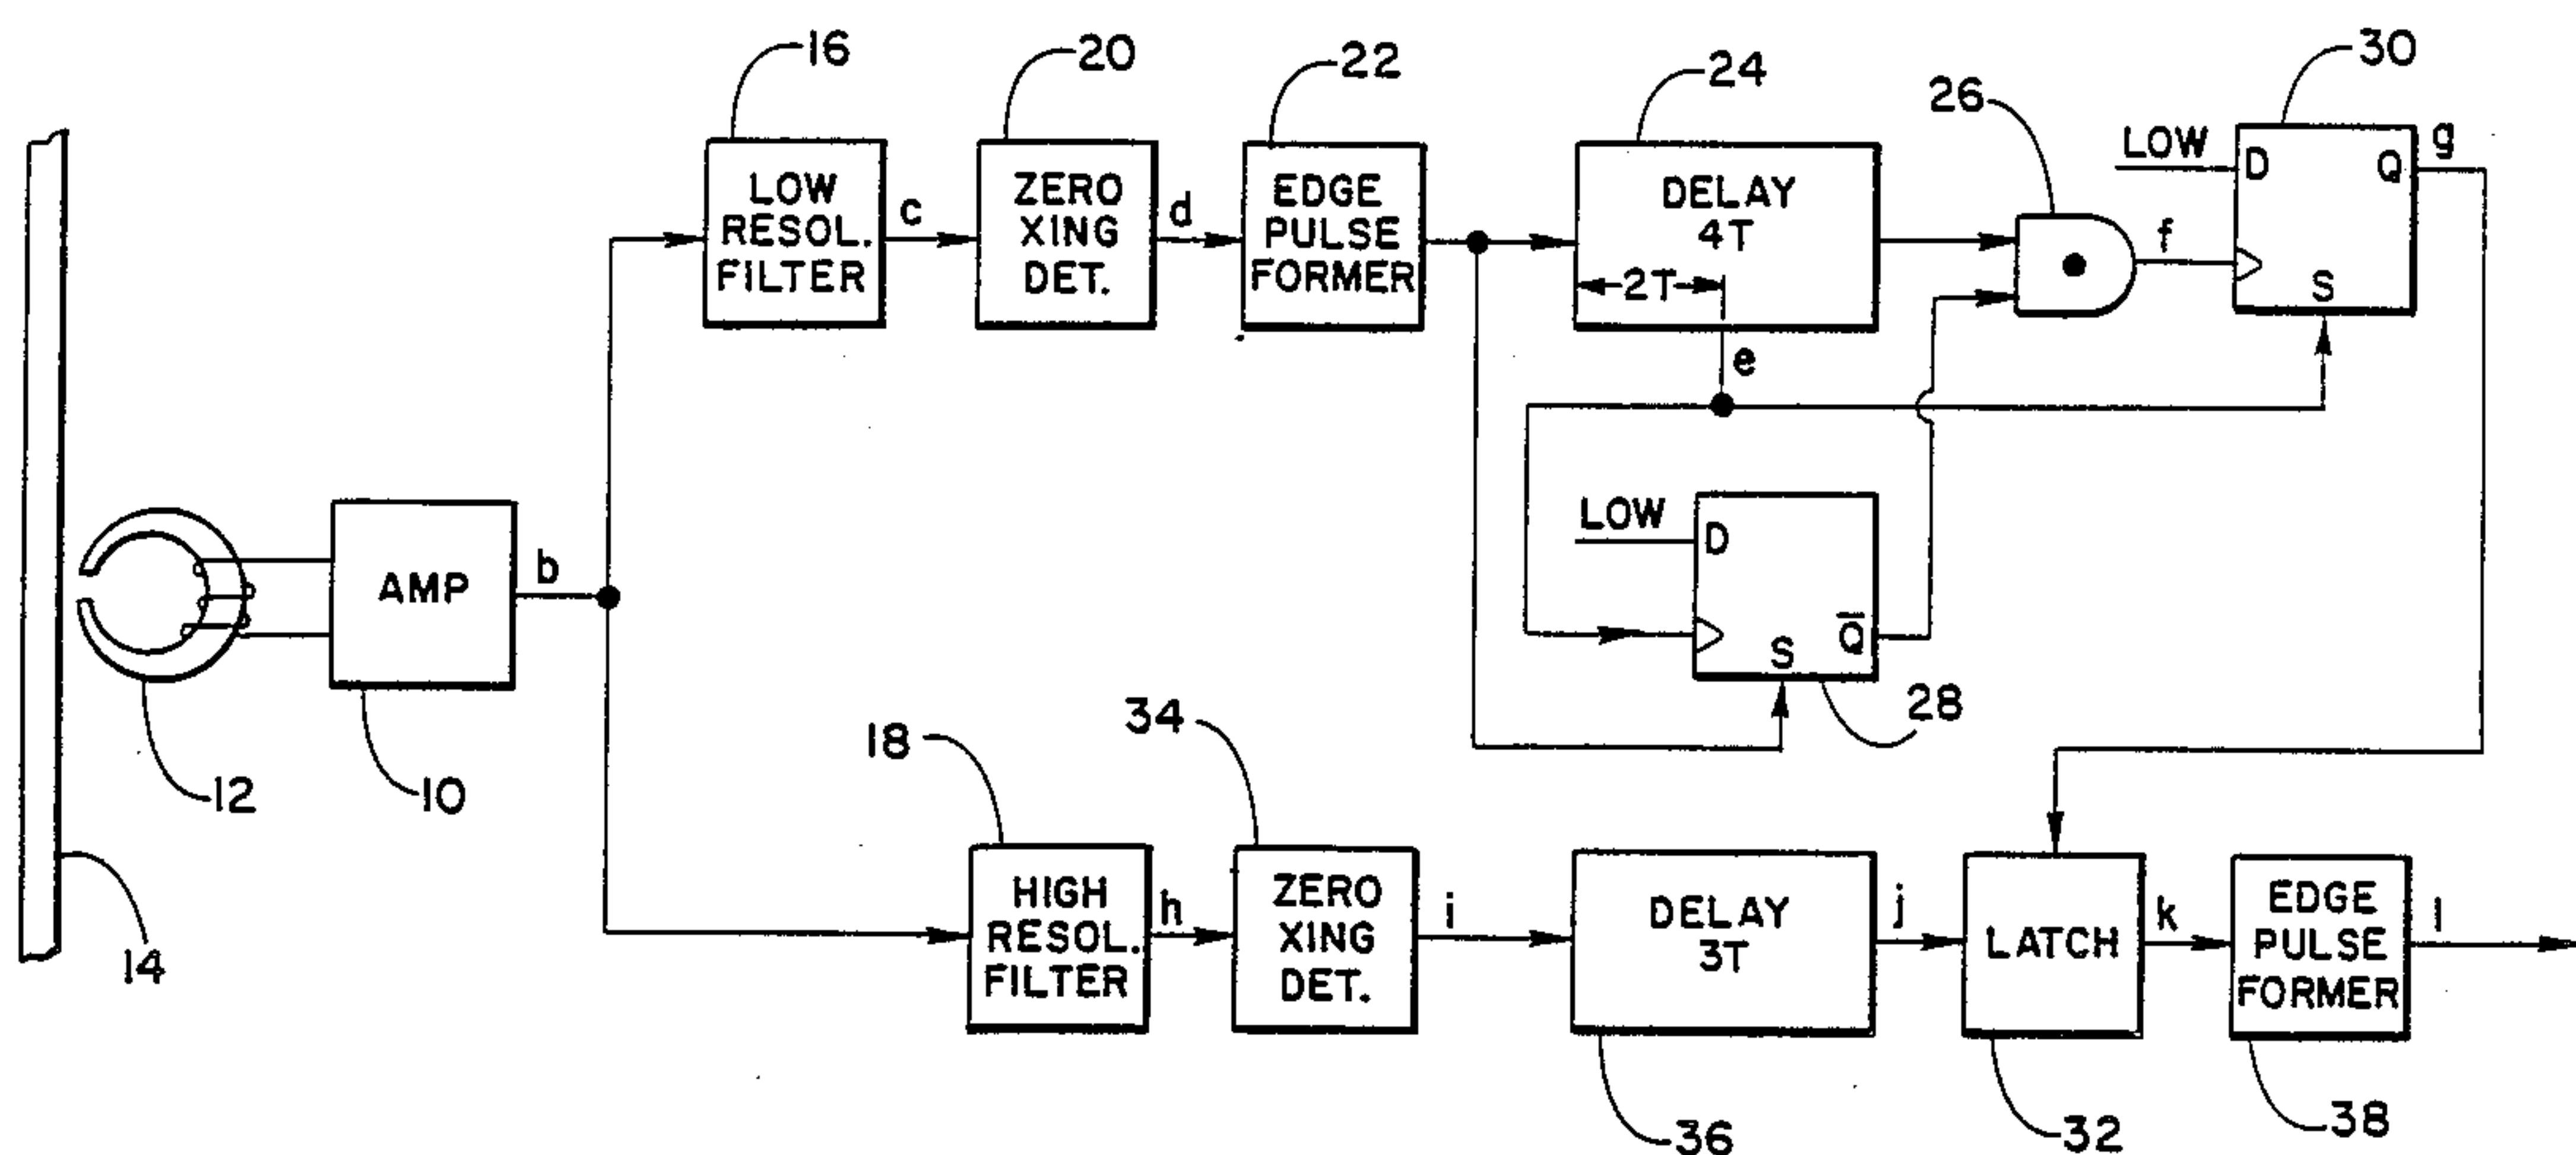 16
20
22
24
26
30
LOW
RESOL.
FILTER
c
ZERO
XING
DET.
d
EDGE
PULSE
FORMER
DELAY
4T
2T
e
f
LOW
D
Q
S
g
LOW
D
S
Q̅
28
AMP
b
12
10
14
18
34
HIGH
RESOL.
FILTER
h
ZERO
XING
DET.
i
DELAY
3T
j
LATCH
k
EDGE
PULSE
FORMER
l
36
32
38